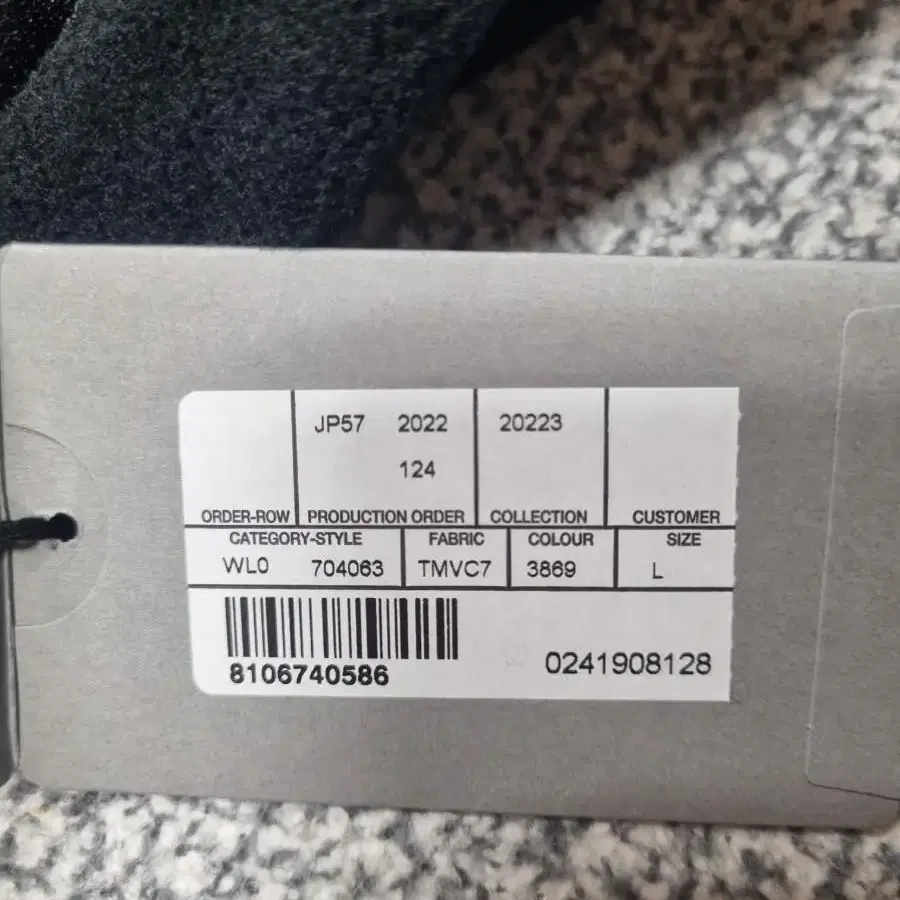 JP57 2022 20223
124
ORDER-ROW PRODUCTION ORDER COLLECTION CUSTOMER
CATEGORY-STYLE FABRIC COLOUR SIZE
WL0 704063 TMVC7 3869 L
8106740586 0241908128